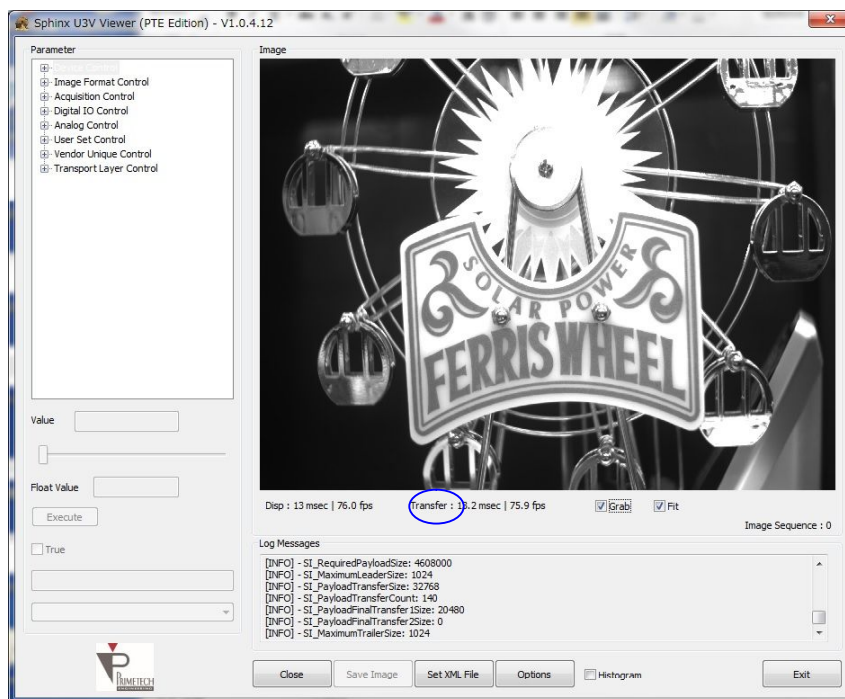 Sphinx U3V Viewer (PTE Edition) - V1.0.4.12
Parameter
Device Control
Image Format Control
Acquisition Control
Digital IO Control
Analog Control
User Set Control
Vendor Unique Control
Transport Layer Control
Value
Float Value
Execute
True
PRIMETECH
ENGINEERING
Image
SOLAR POWER
FERRIS WHEEL
Disp : 13 msec | 76.0 fps
Transfer : 13.2 msec | 75.9 fps
Grab
Fit
Image Sequence : 0
Log Messages
[INFO] - SI_RequiredPayloadSize: 4608000
[INFO] - SI_MaximumLeaderSize: 1024
[INFO] - SI_PayloadTransferSize: 32768
[INFO] - SI_PayloadTransferCount: 140
[INFO] - SI_PayloadFinalTransfer1Size: 20480
[INFO] - SI_PayloadFinalTransfer2Size: 0
[INFO] - SI_MaximumTrailerSize: 1024
Close
Save Image
Set XML File
Options
Histogram
Exit